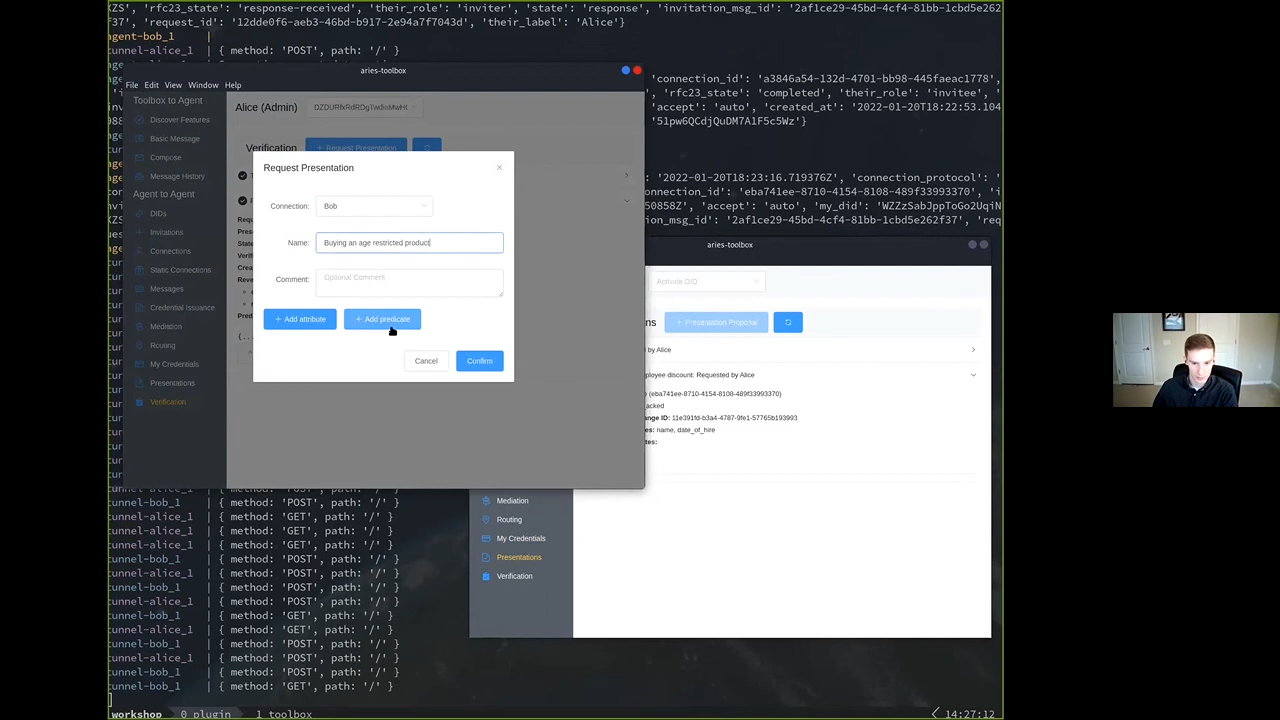 XZS', 'rfc23_state': 'response-received', 'their_role': 'inviter', 'state': 'response', 'invitation_msg_id': '2af1ce29-45bd-4cf4-81bb-1cbd5e262
f37', 'request_id': '12dde0f6-aeb3-46bd-b917-2e94a7f7043d', 'their_label': 'Alice'}
agent-bob_1 |
tunnel-alice_1 | { method: 'POST', path: '/' }
'connection_id': 'a3846a54-132d-4701-bb98-445faeac1778',
'rfc23_state': 'completed', 'their_role': 'invitee',
'accept': 'auto', 'created_at': '2022-01-20T18:22:53.104
'51pw6QCdjQuDM7A1F5c5Wz'}
'2022-01-20T18:23:16.719376Z', 'connection_protocol':
connection_id': 'eba741ee-8710-4154-8108-489f33993370',
50858Z', 'accept': 'auto', 'my_did': 'WZZzSabJppToGo2UqiN
nvitation_msg_id': '2af1ce29-45bd-4cf4-81bb-1cbd5e262f37', 'req
aries-toolbox
File Edit View Window Help
Toolbox to Agent
Discover Features
Basic Message
Compose
Message History
Agent to Agent
DIDs
Invitations
Connections
Static Connections
Messages
Credential Issuance
Mediation
Routing
My Credentials
Presentations
Verification
Alice (Admin)
Verification
+ Request Presentation
Request Presentation
×
Connection: Bob
Name: Buying an age restricted product
Comment: Optional Comment
+ Add attribute
+ Add predicate
Cancel
Confirm
aries-toolbox
Activate DID
ns
+ Presentation Proposal
by Alice
ployee discount: Requested by Alice
(eba741ee-8710-4154-8108-489f33993370)
acked
ange ID: 11e391fd-b3a4-4787-9fe1-57765b193993
es: name, date_of_hire
tes:
Mediation
Routing
My Credentials
Presentations
Verification
tunnel-bob_1 | { method: 'POST', path: '/' }
tunnel-alice_1 | { method: 'GET', path: '/' }
tunnel-bob_1 | { method: 'GET', path: '/' }
tunnel-alice_1 | { method: 'GET', path: '/' }
tunnel-bob_1 | { method: 'POST', path: '/' }
tunnel-alice_1 | { method: 'POST', path: '/' }
tunnel-bob_1 | { method: 'POST', path: '/' }
tunnel-alice_1 | { method: 'POST', path: '/' }
tunnel-bob_1 | { method: 'GET', path: '/' }
tunnel-alice_1 | { method: 'GET', path: '/' }
tunnel-bob_1 | { method: 'POST', path: '/' }
tunnel-alice_1 | { method: 'POST', path: '/' }
tunnel-bob_1 | { method: 'POST', path: '/' }
tunnel-bob_1 | { method: 'GET', path: '/' }
workshop 0 plugin 1 toolbox 14:27:12